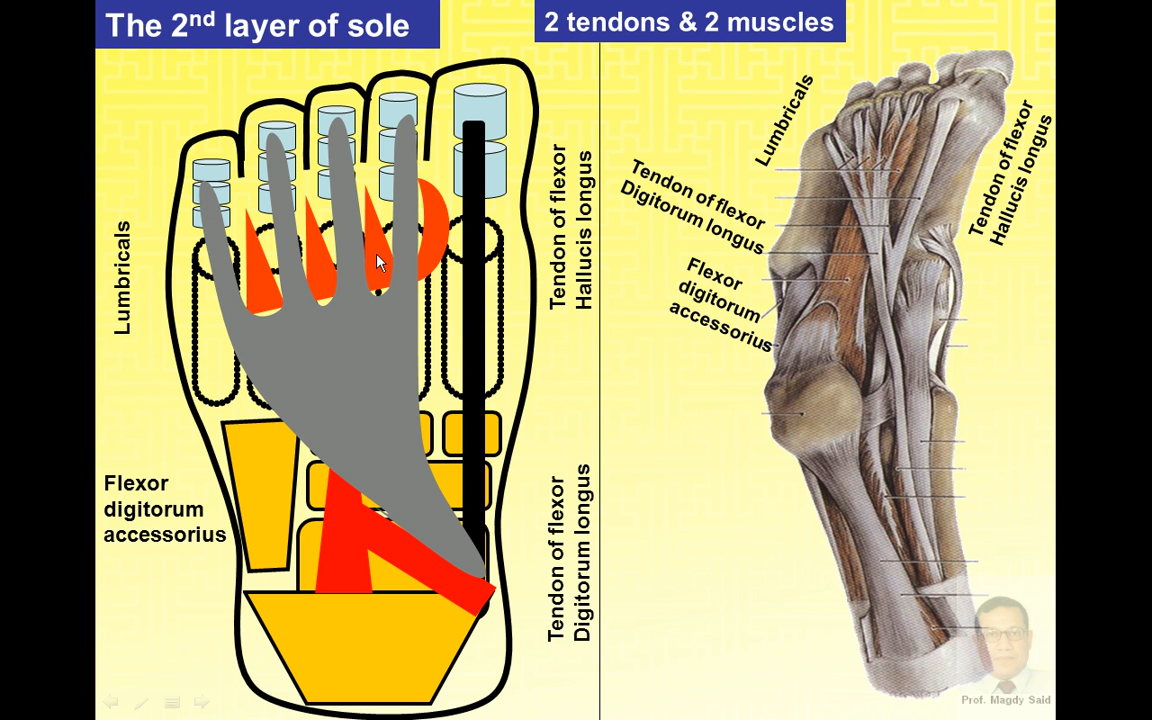 The 2nd layer of sole
2 tendons & 2 muscles
Lumbricals
Flexor
digitorum
accessorius
Tendon of flexor
Hallucis longus
Tendon of flexor
Digitorum longus
Lumbricals
Tendon of flexor
Digitorum longus
Flexor
digitorum
accessorius
Tendon of flexor
Hallucis longus
Prof. Magdy Said